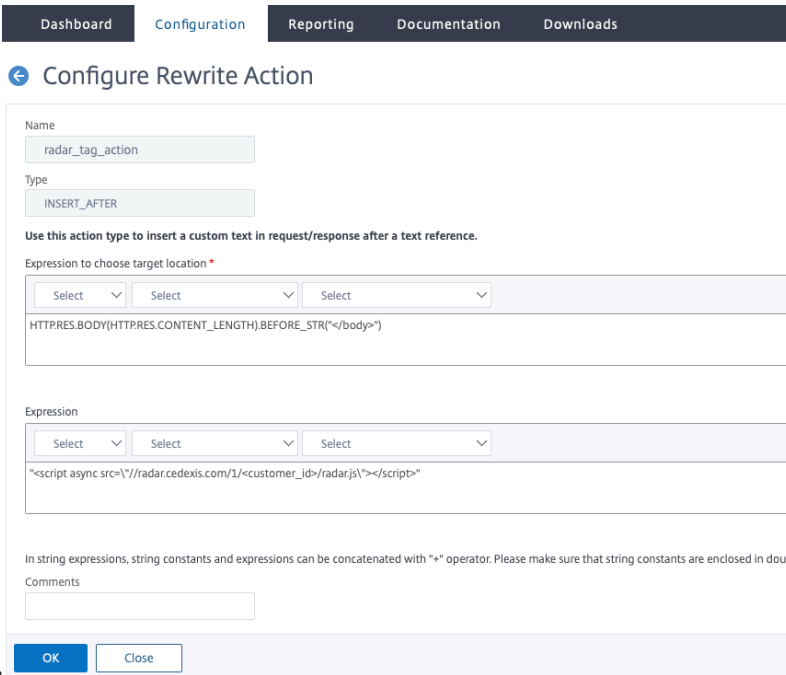 Dashboard Configuration Reporting Documentation Downloads
Configure Rewrite Action
Name
radar_tag_action
Type
INSERT_AFTER
Use this action type to insert a custom text in request/response after a text reference.
Expression to choose target location *
Select Select Select
HTTP.RES.BODY(HTTP.RES.CONTENT_LENGTH).BEFORE_STR("</body>")
Expression
Select Select Select
"<script async src=\"//radar.cedexis.com/1/<customer_id>/radar.js\"></script>"
In string expressions, string constants and expressions can be concatenated with "+" operator. Please make sure that string constants are enclosed in dou
Comments
OK Close